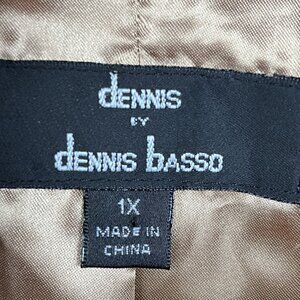 dENNIS
BY
dENNIS bASSO
1X
MADE IN
CHINA